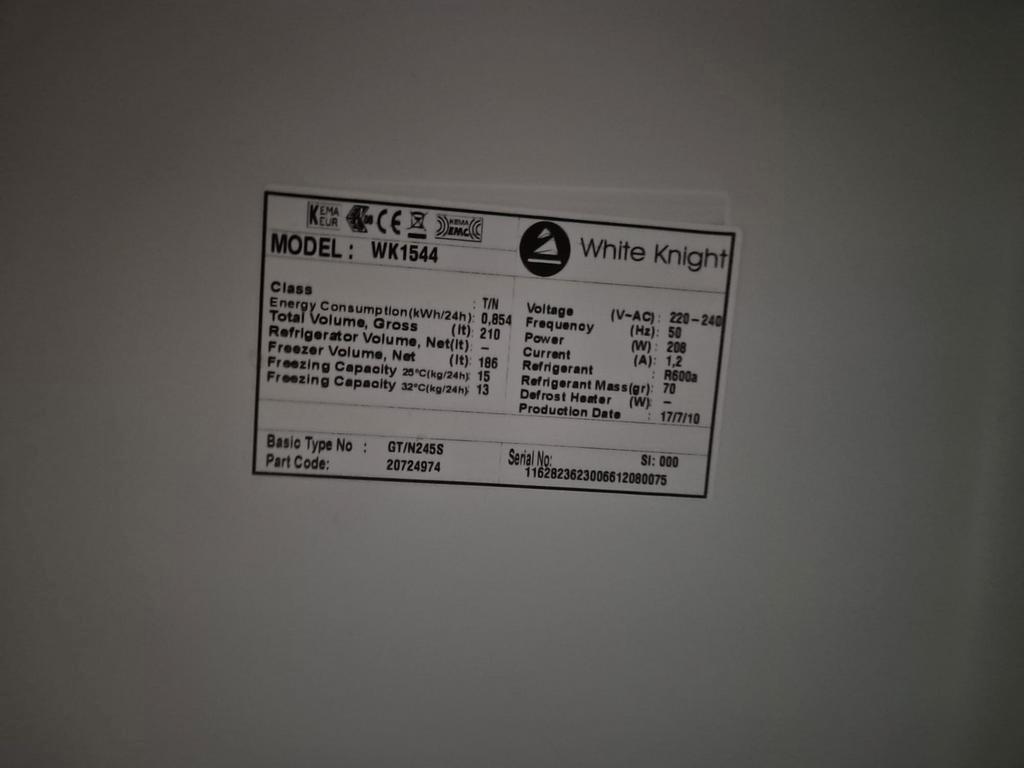 KEMA
EUR
CE
KEMA
EMC
White Knight
MODEL : WK1544
Class : T/N
Energy Consumption(kWh/24h): 0,854
Total Volume, Gross (lt): 210
Refrigerator Volume, Net(lt): –
Freezer Volume, Net (lt): 186
Freezing Capacity 25°C(kg/24h): 15
Freezing Capacity 32°C(kg/24h): 13
Voltage (V–AC) : 220–240
Frequency (Hz): 50
Power (W): 208
Current (A): 1,2
Refrigerant : R600a
Refrigerant Mass(gr): 70
Defrost Heater (W): –
Production Date : 17/7/10
Basic Type No : GT/N245S
Part Code: 20724974
Serial No: SI: 000
1162823623006612080075